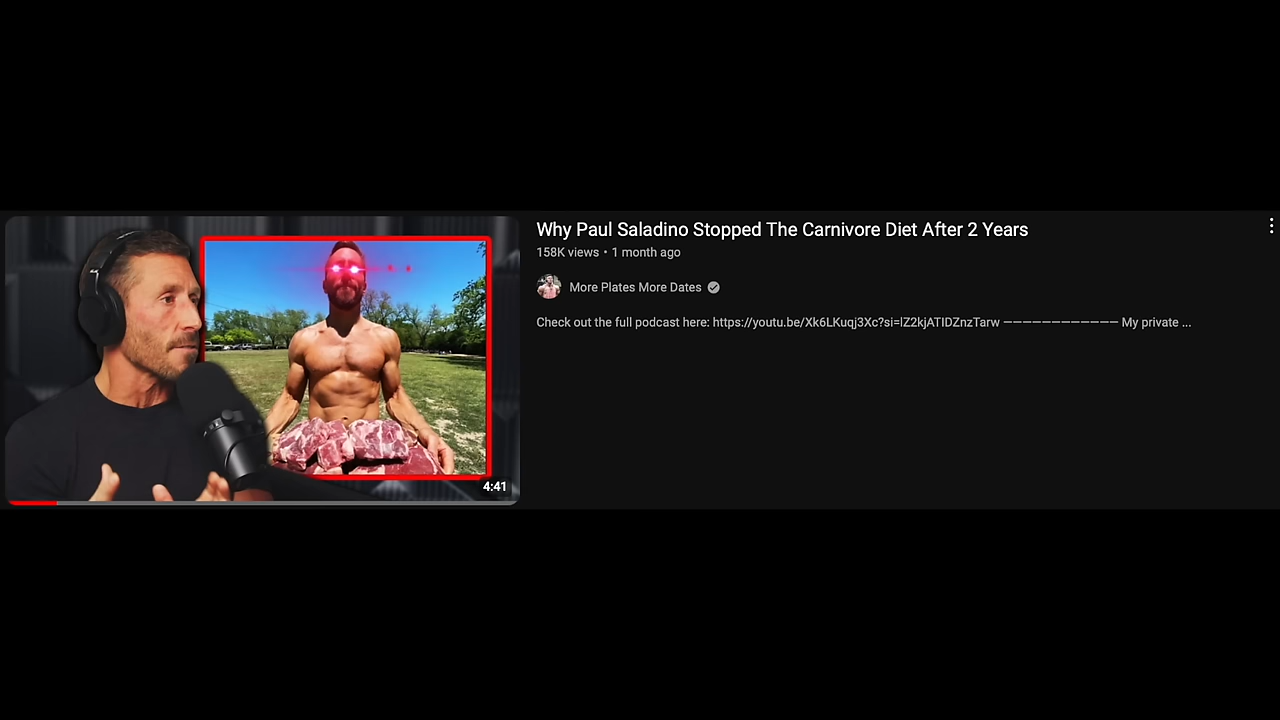 Why Paul Saladino Stopped The Carnivore Diet After 2 Years
158K views • 1 month ago
More Plates More Dates
Check out the full podcast here: https://youtu.be/Xk6LKuqj3Xc?si=lZ2kjATIDZnzTarw ———————————— My private ...
4:41